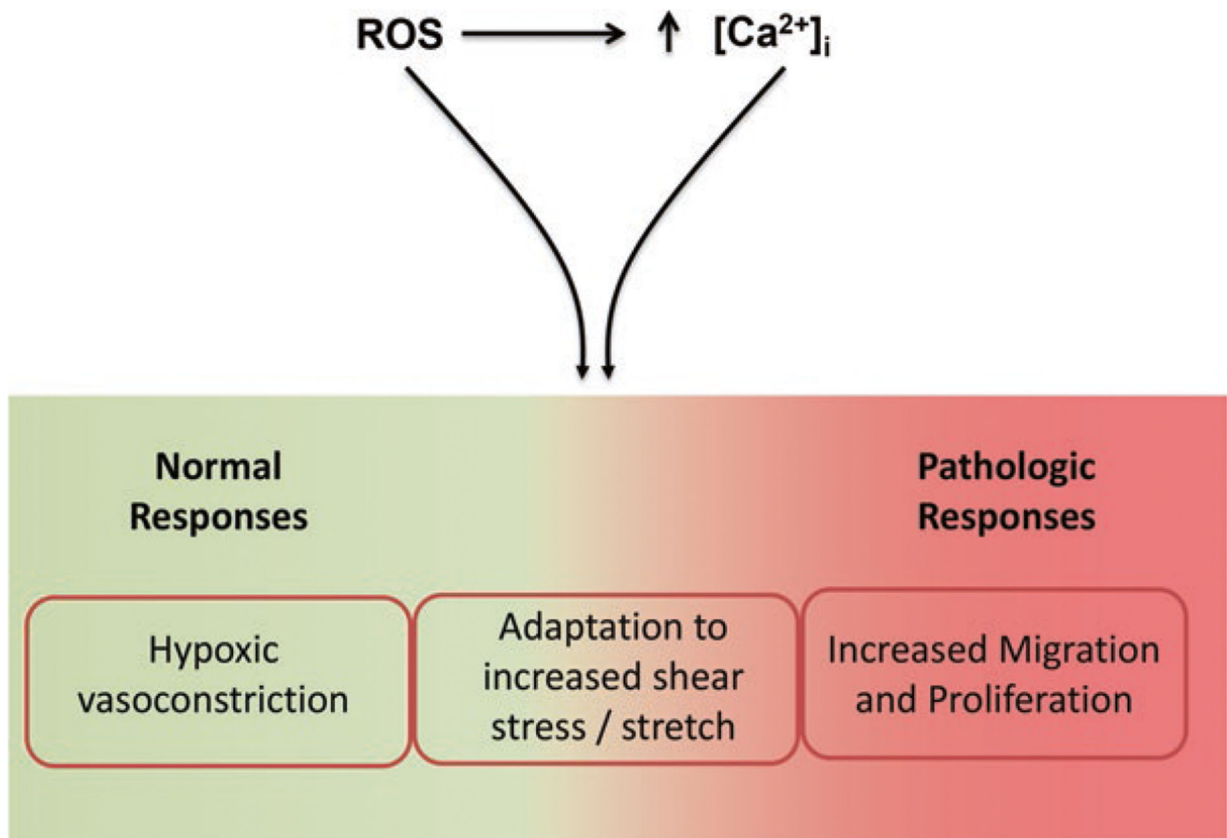 ROS → ↑ [Ca²⁺]ᵢ
Normal
Responses
Pathologic
Responses
Hypoxic
vasoconstriction
Adaptation to
increased shear
stress / stretch
Increased Migration
and Proliferation